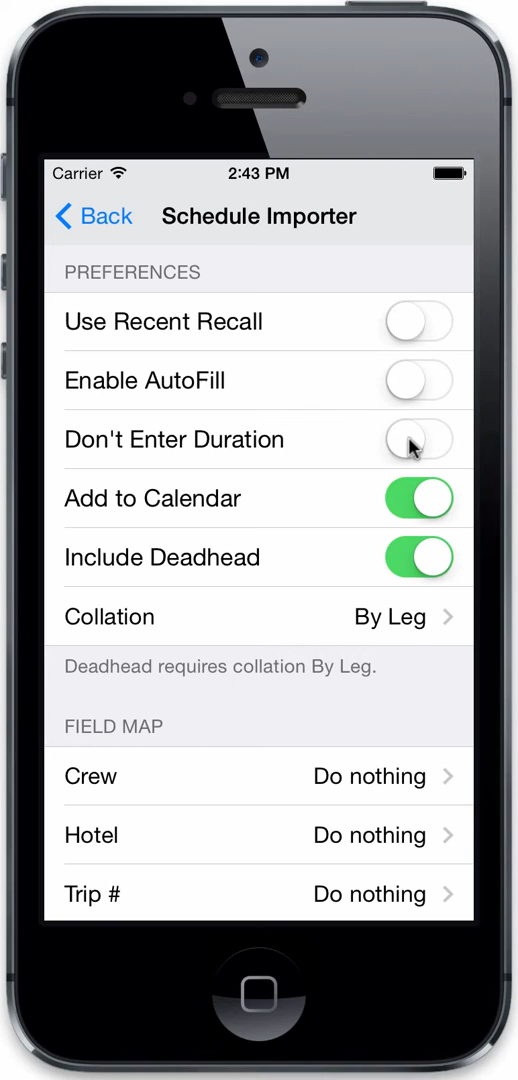 Carrier 2:43 PM
Back Schedule Importer
PREFERENCES
Use Recent Recall
Enable AutoFill
Don't Enter Duration
Add to Calendar
Include Deadhead
Collation By Leg
Deadhead requires collation By Leg.
FIELD MAP
Crew Do nothing
Hotel Do nothing
Trip # Do nothing